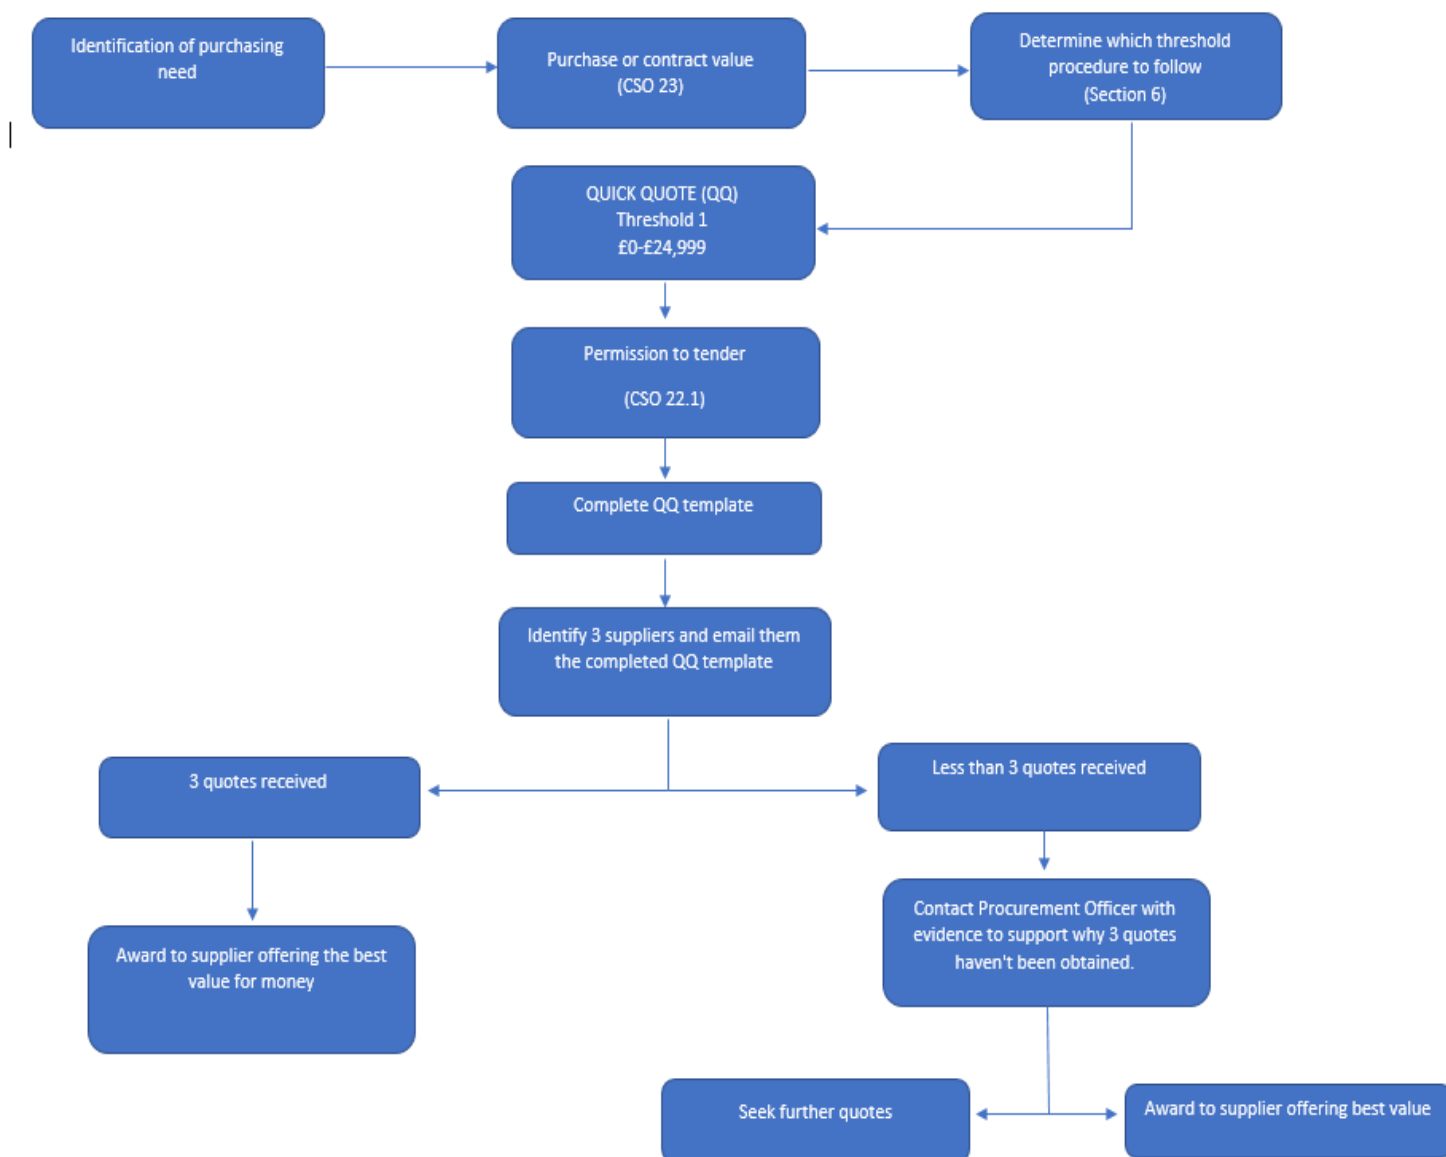 Identification of purchasing
need
Purchase or contract value
(CSO 23)
Determine which threshold
procedure to follow
(Section 6)
QUICK QUOTE (QQ)
Threshold 1
£0-£24,999
Permission to tender
(CSO 22.1)
Complete QQ template
Identify 3 suppliers and email them
the completed QQ template
3 quotes received
Less than 3 quotes received
Award to supplier offering the best
value for money
Contact Procurement Officer with
evidence to support why 3 quotes
haven't been obtained.
Seek further quotes
Award to supplier offering best value